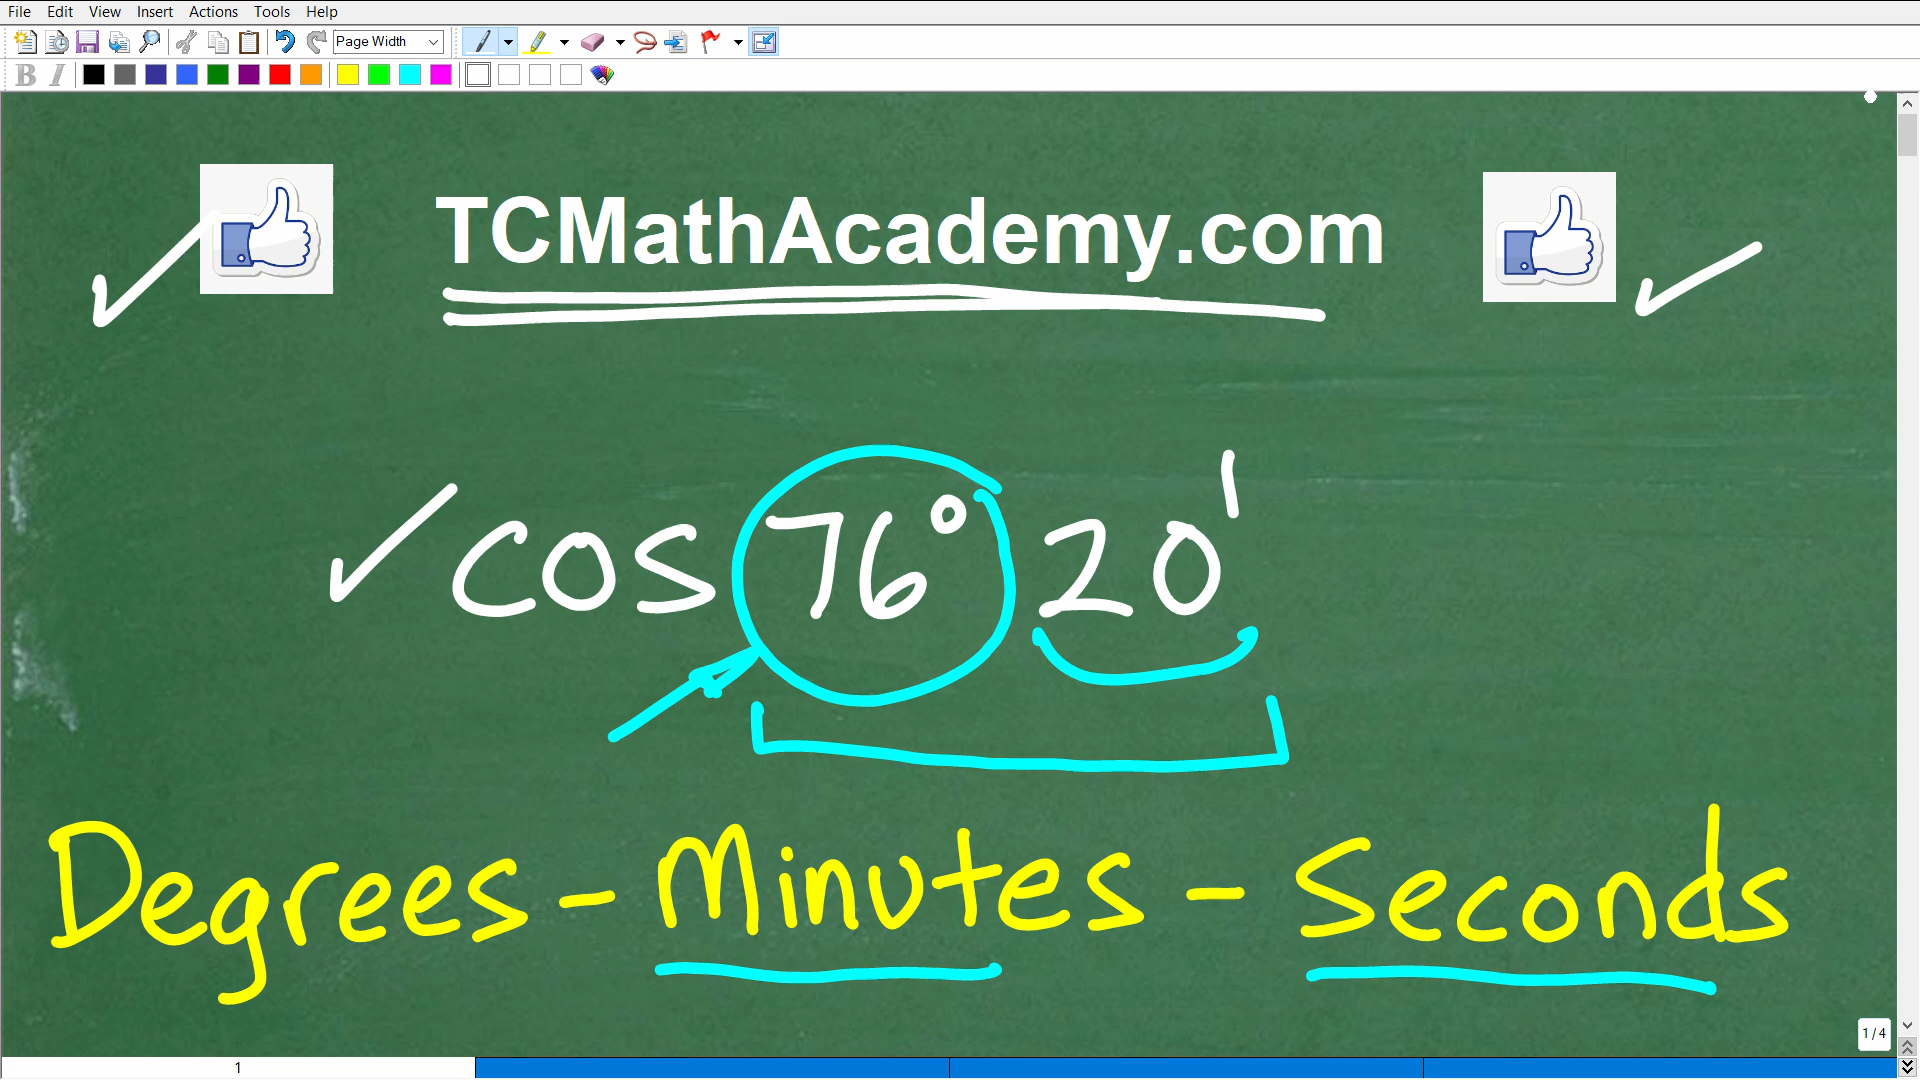 File Edit View Insert Actions Tools Help
Page Width
B I
TCMathAcademy.com
cos 76° 20'
Degrees - Minutes - Seconds
1 / 4
1